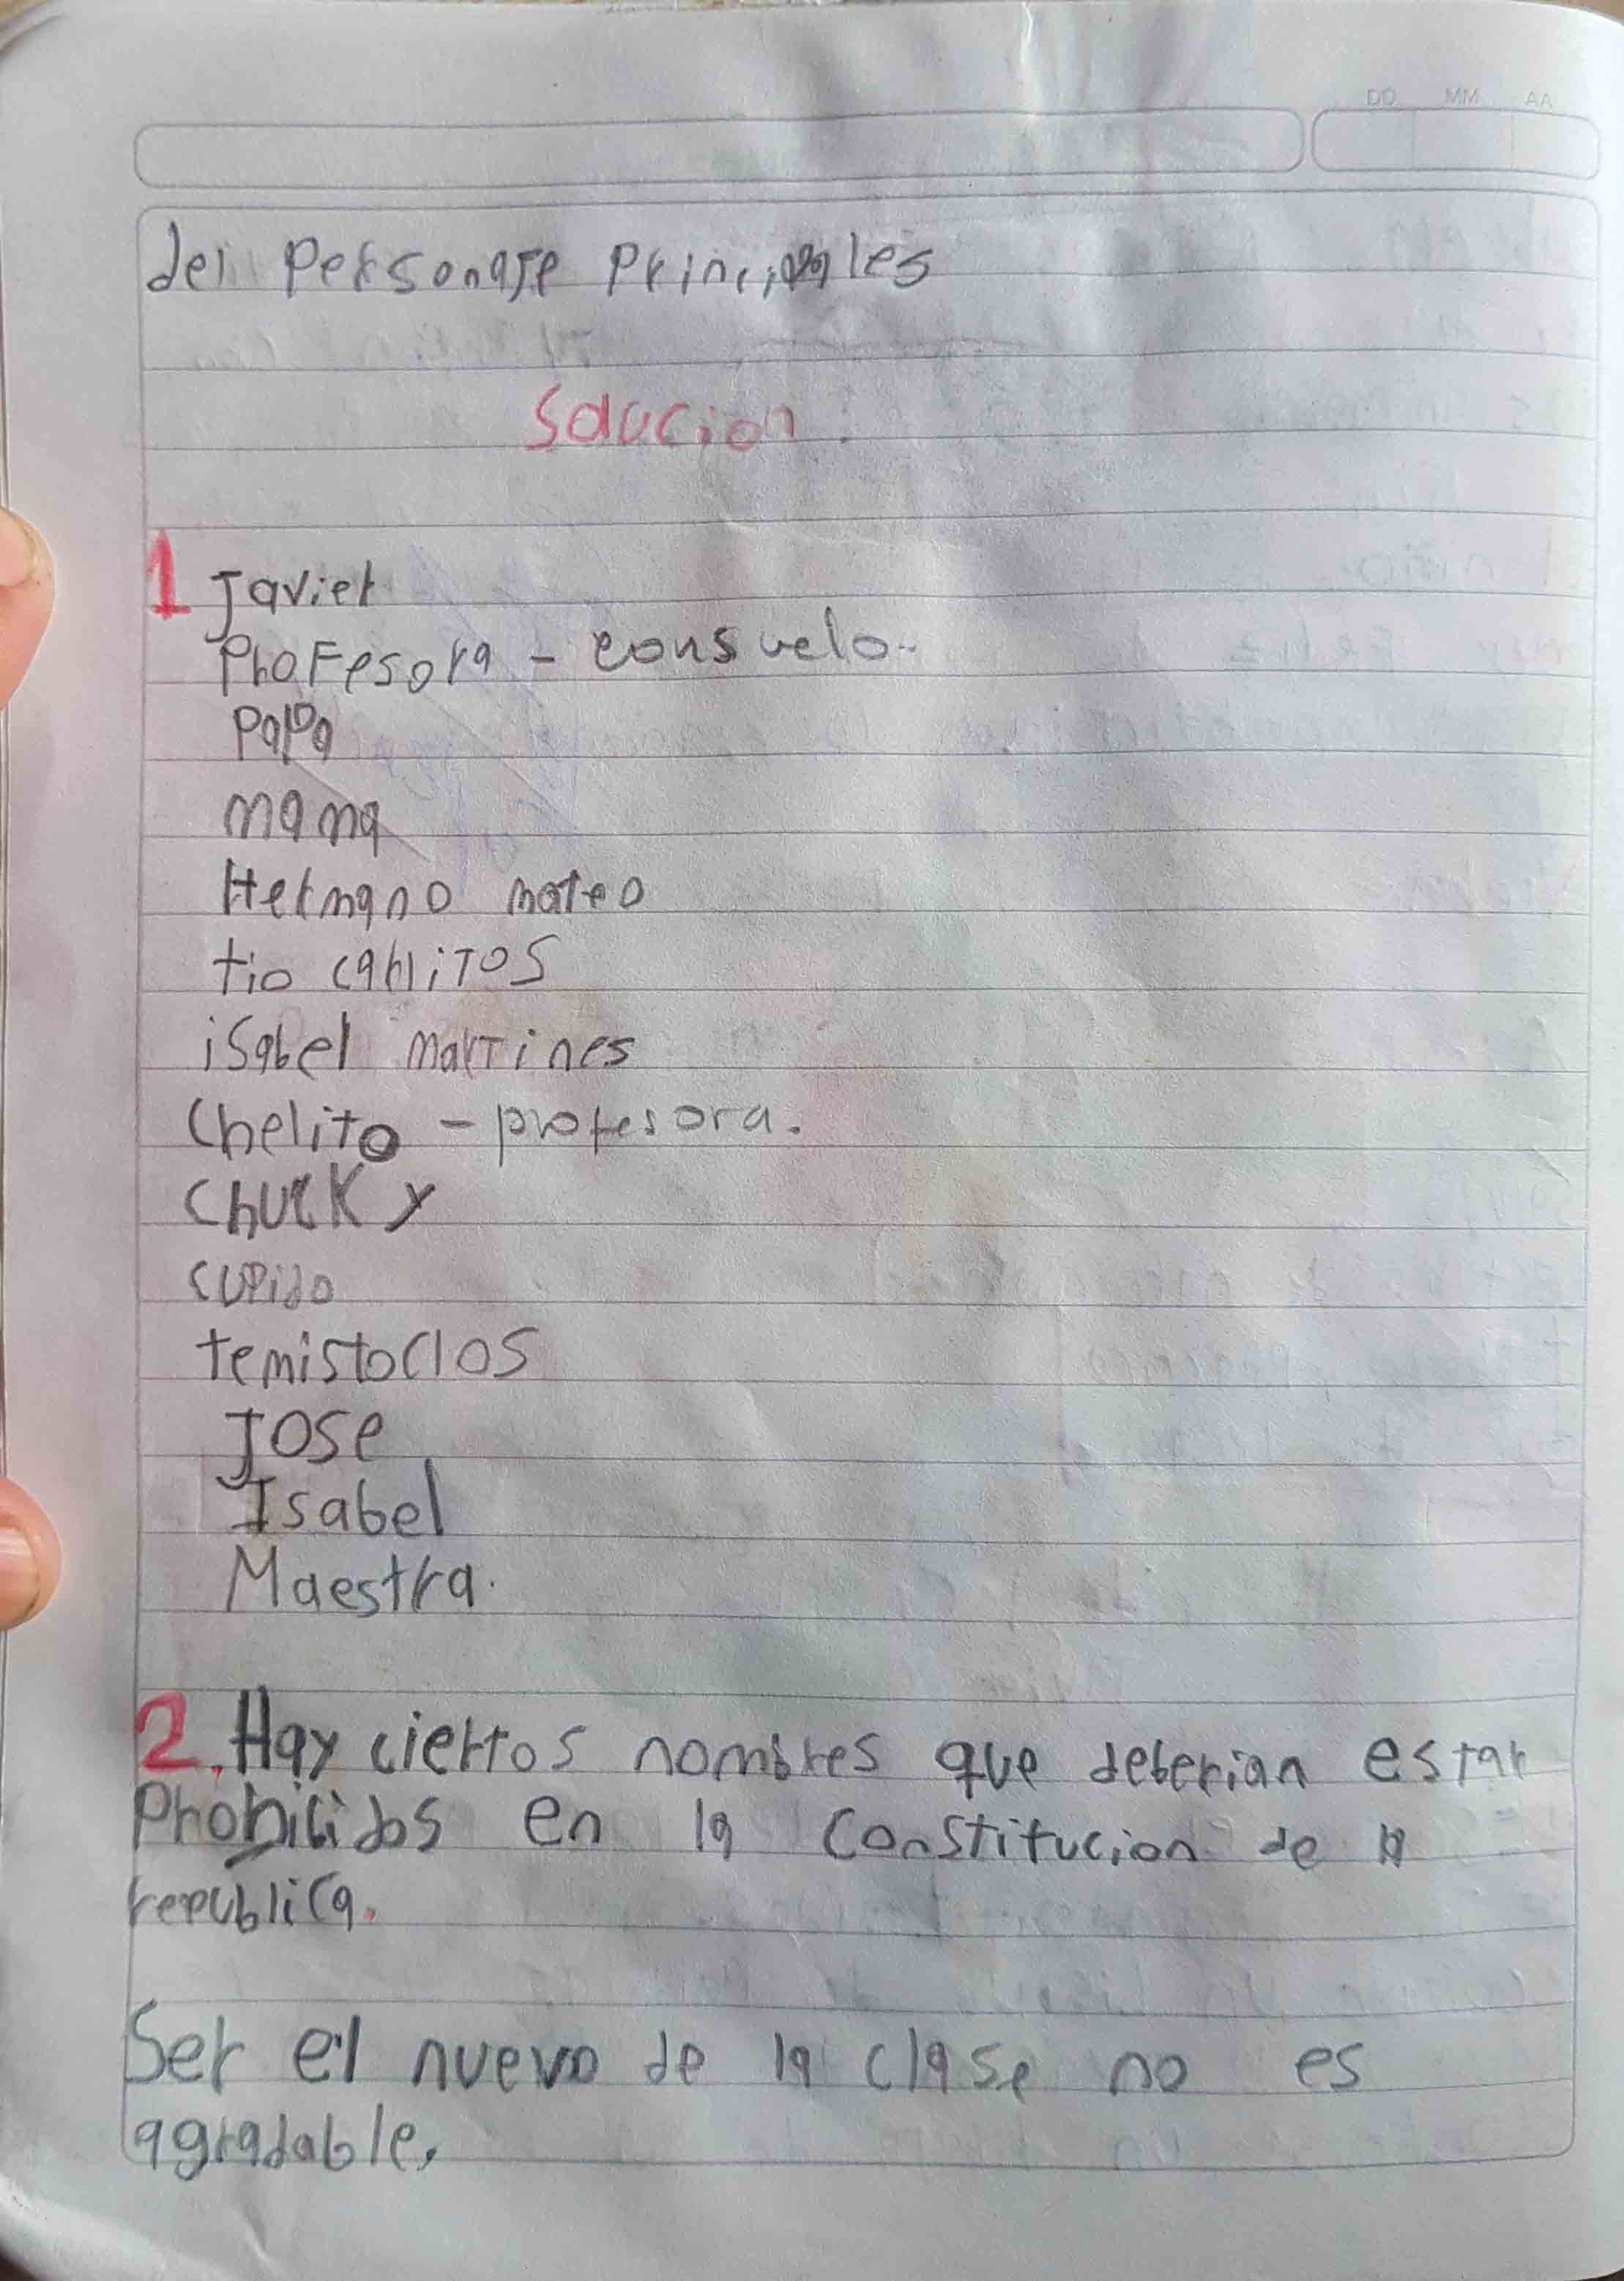 DD MM AA
del Personaje Principales
Solucion.
1 Javier
Profesora - consuelo.
Papa
mama
Hermano mateo
tio carlitos
isabel martines
Chelito - profesora.
Chucky
cupido
temistoclos
Jose
Isabel
Maestra.
2. Hay ciertos nombres que deberian estar
Prohibidos en la Constitucion de la
republica.
Ser el nuevo de la clase no es
agradable.